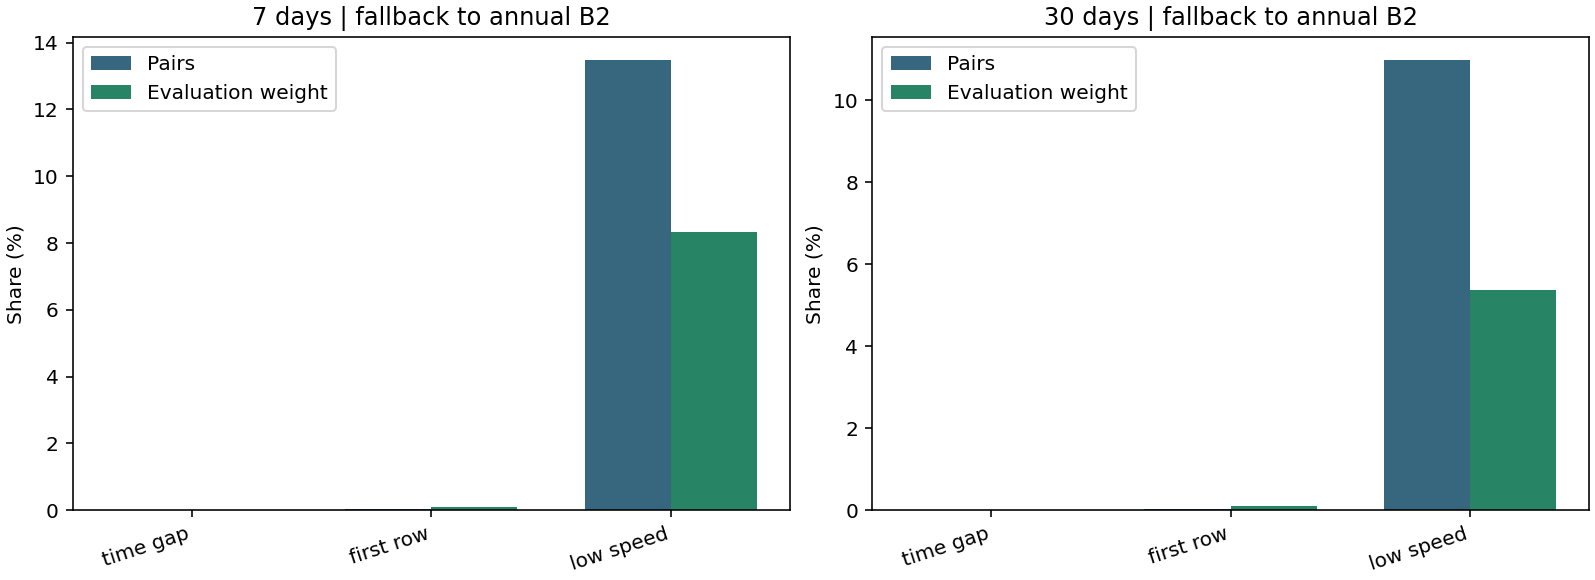 7 days | fallback to annual B2
Pairs
Evaluation weight
Share (%)
14
12
10
8
6
4
2
0
time gap
first row
low speed
30 days | fallback to annual B2
Pairs
Evaluation weight
Share (%)
10
8
6
4
2
0
time gap
first row
low speed